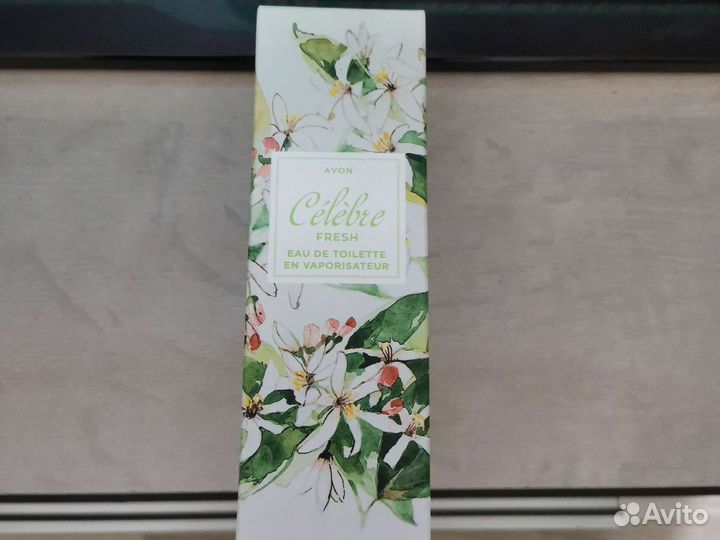 AVON
Célèbre
FRESH
EAU DE TOILETTE
EN VAPORISATEUR
Avito